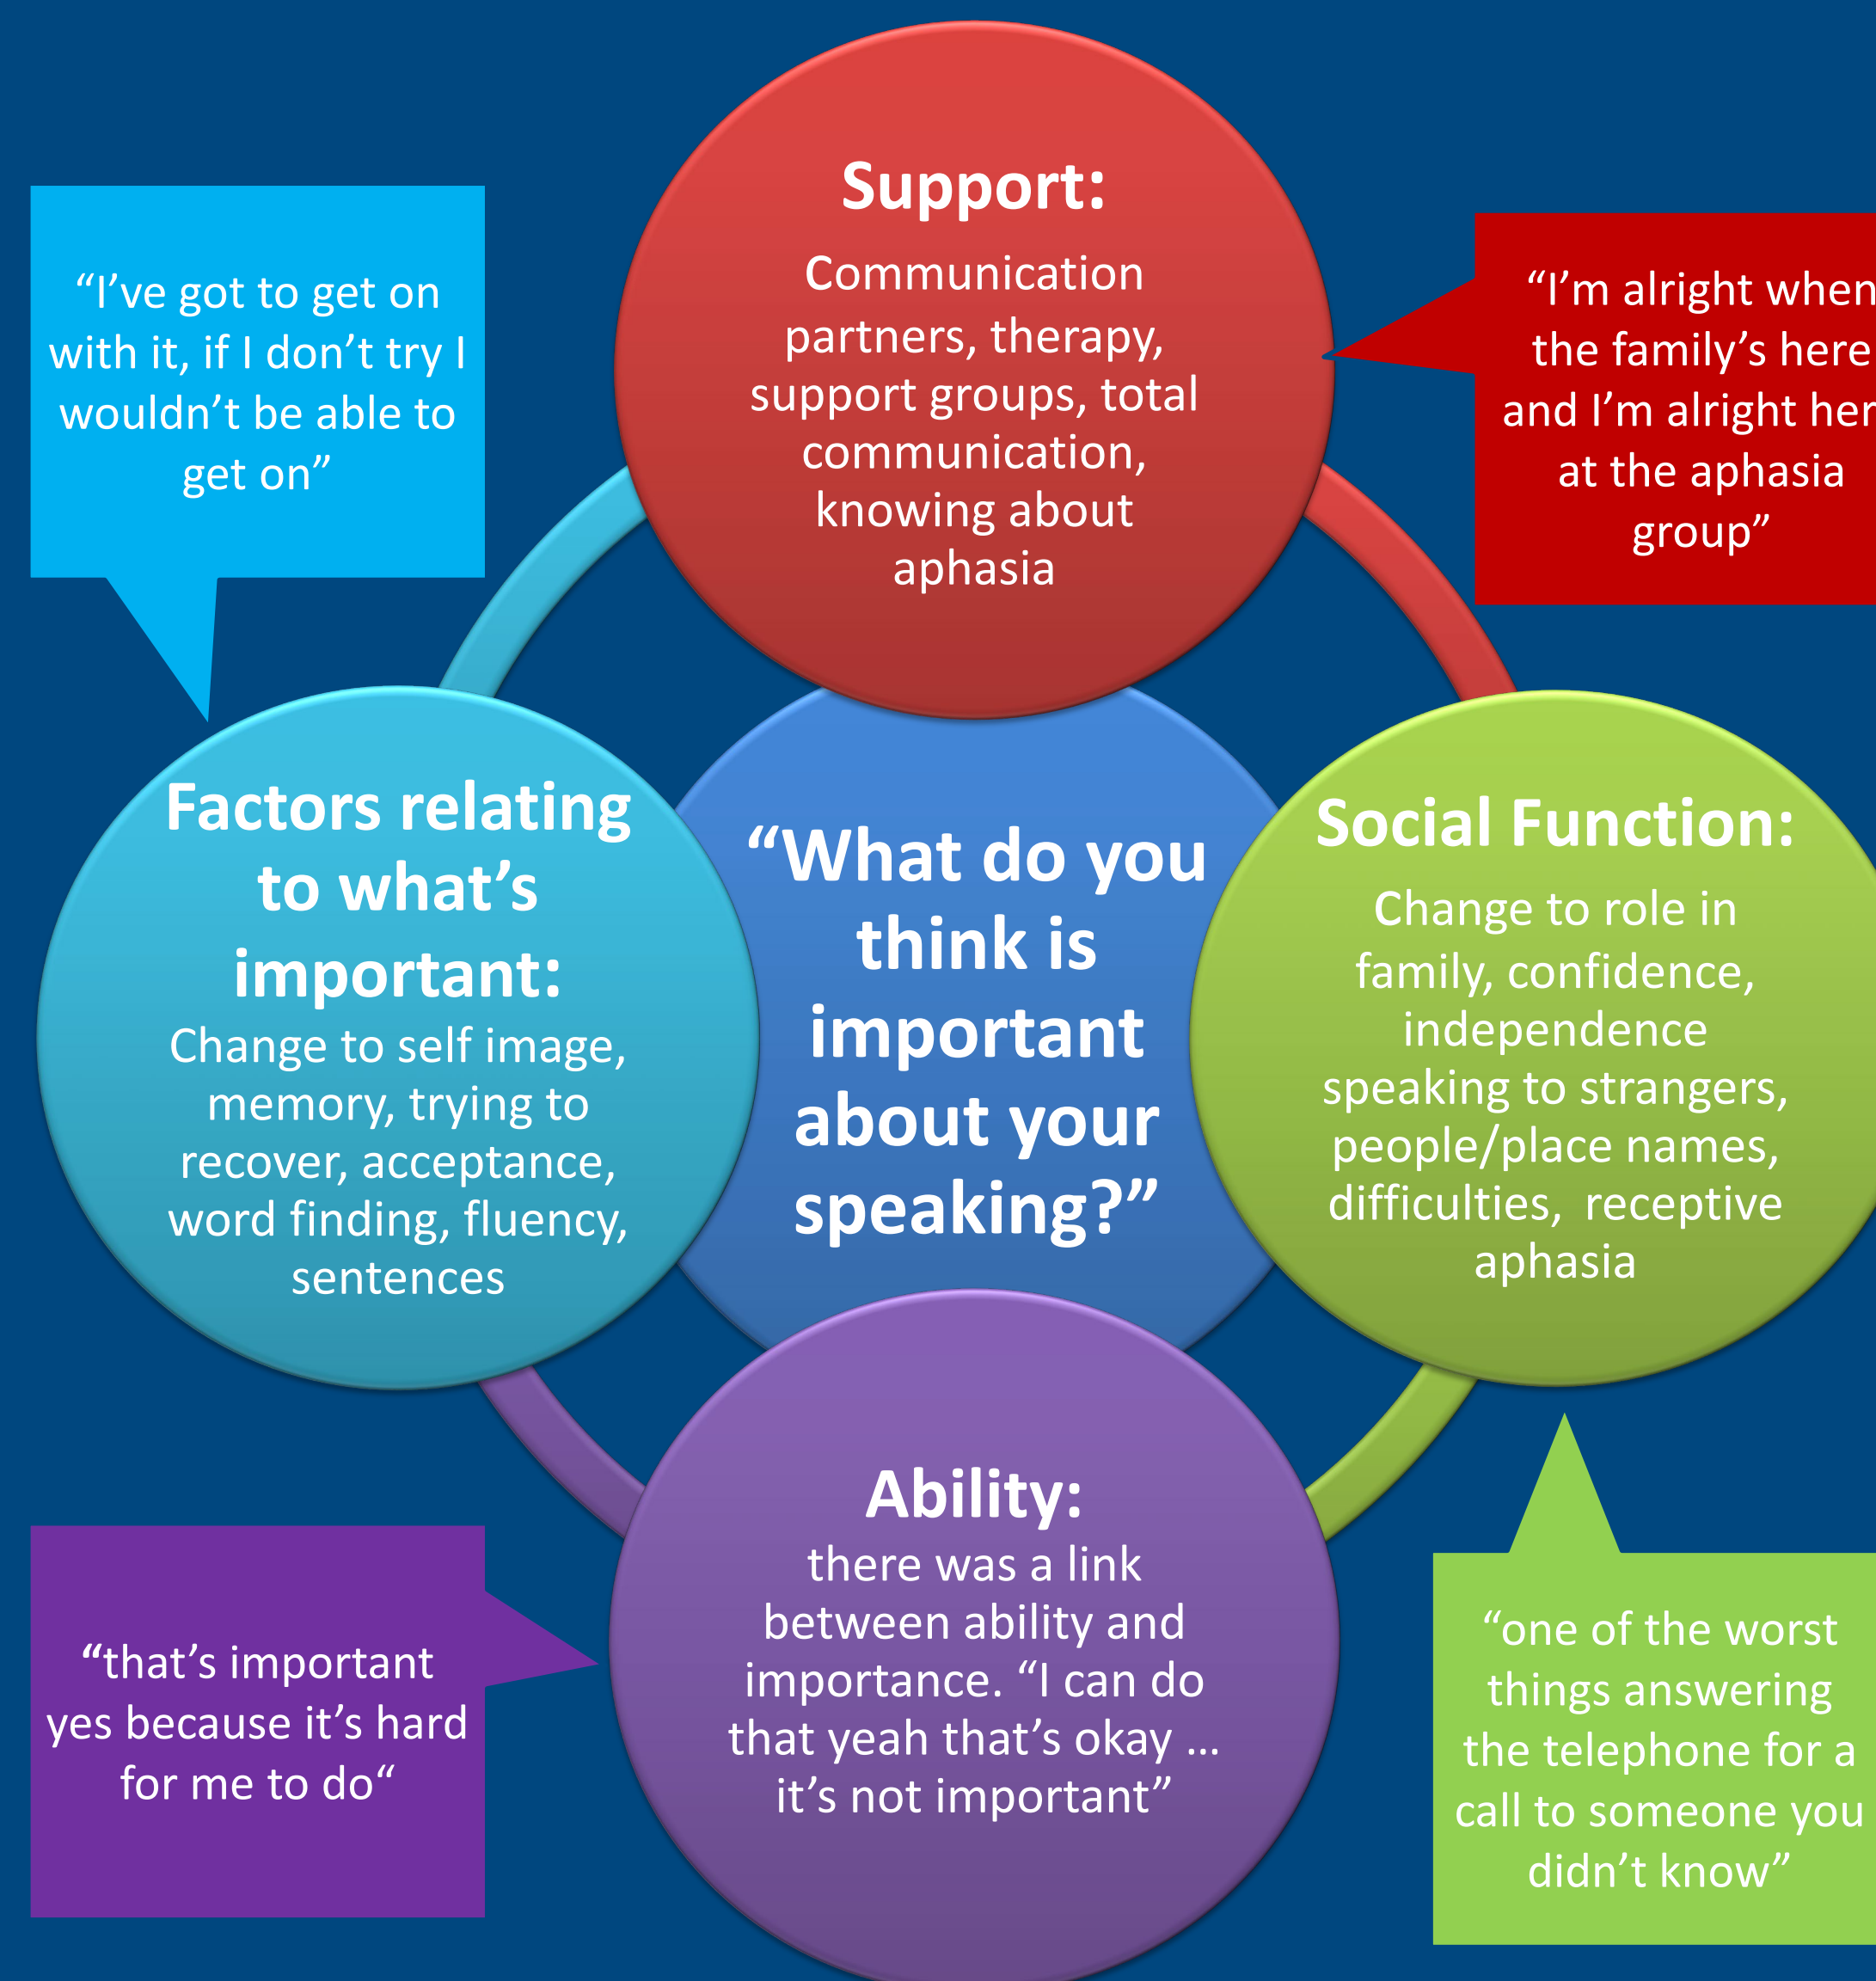 Support:
Communication
partners, therapy,
support groups, total
communication,
knowing about
aphasia
“I’ve got to get on
with it, if I don’t try I
wouldn’t be able to
get on”
“I’m alright when
the family’s here
and I’m alright her
at the aphasia
group”
Factors relating
to what’s
important:
Change to self image,
memory, trying to
recover, acceptance,
word finding, fluency,
sentences
“What do you
think is
important
about your
speaking?”
Social Function:
Change to role in
family, confidence,
independence
speaking to strangers,
people/place names,
difficulties, receptive
aphasia
Ability:
there was a link
between ability and
importance. “I can do
that yeah that’s okay ...
it’s not important”
“that’s important
yes because it’s hard
for me to do“
“one of the worst
things answering
the telephone for a
call to someone you
didn’t know”